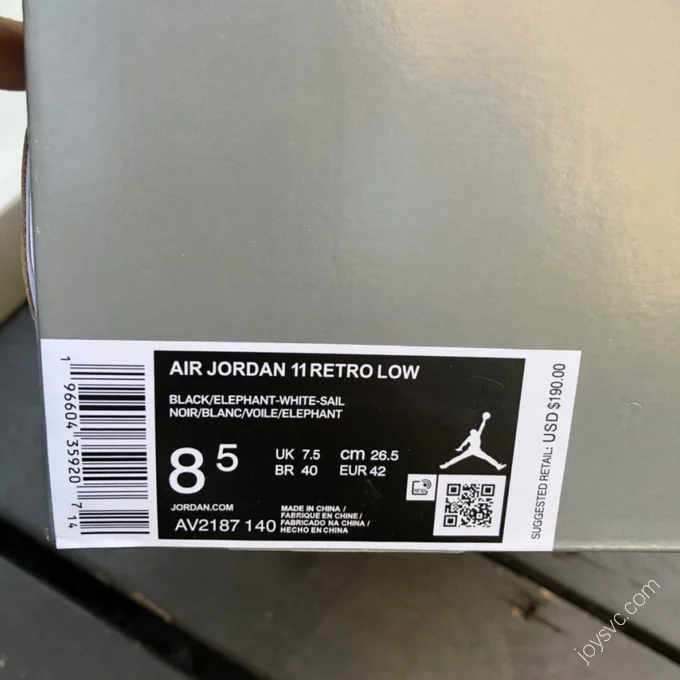 AIR JORDAN 11 RETRO LOW
BLACK/ELEPHANT-WHITE-SAIL
NOIR/BLANC/VOILE/ELEPHANT
8 5
UK 7.5 cm 26.5
BR 40 EUR 42
JORDAN.COM
AV2187 140
MADE IN CHINA /
FABRIQUE EN CHINE /
FABRICADO NA CHINA /
HECHO EN CHINA
RFID
1 96604 35920 7 14
SUGGESTED RETAIL: USD $190.00
joysvc.com